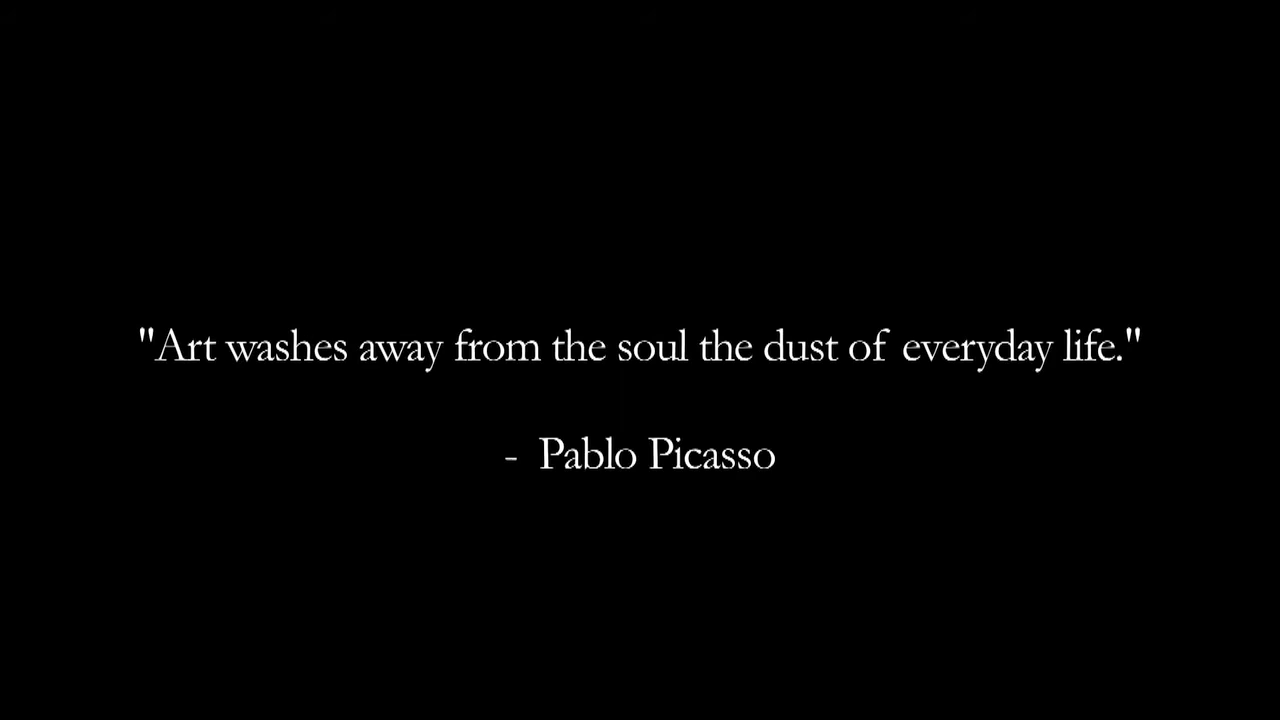 "Art washes away from the soul the dust of everyday life."
- Pablo Picasso